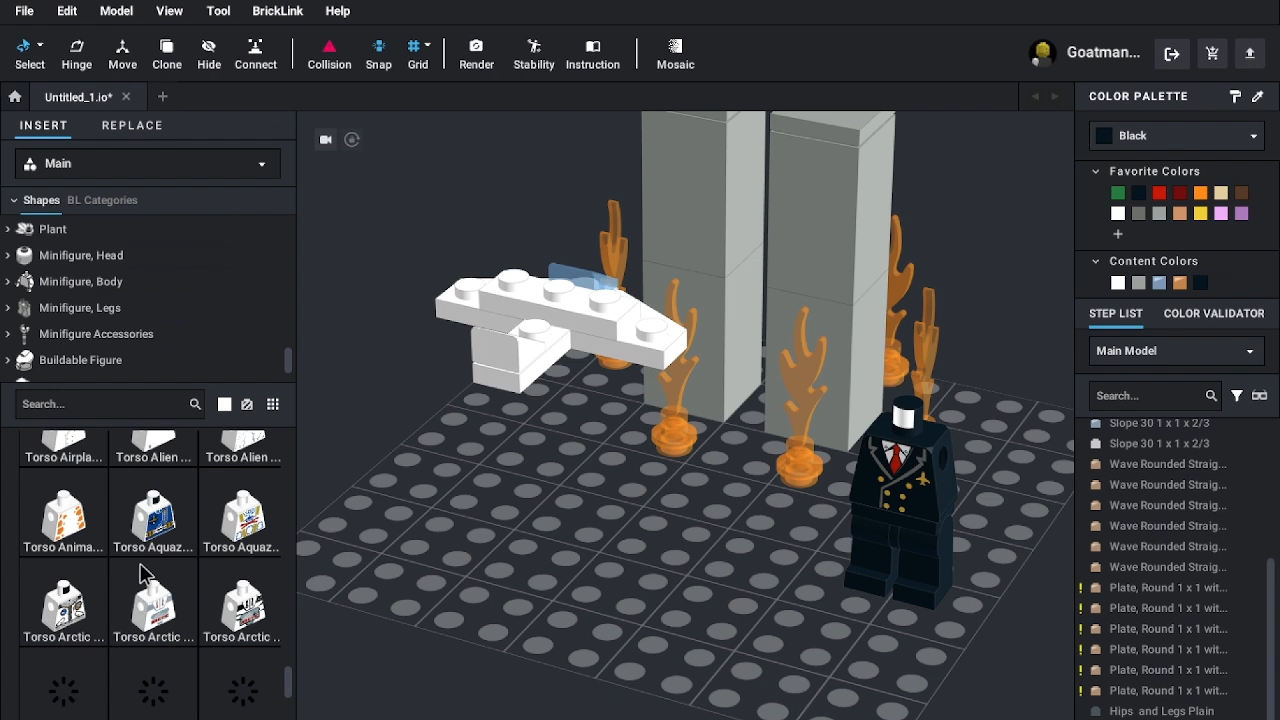 File Edit Model View Tool BrickLink Help
Select Hinge Move Clone Hide Connect Collision Snap Grid Render Stability Instruction Mosaic Goatman...
Untitled_1.io*
INSERT REPLACE
Main
Shapes BL Categories
Plant
Minifigure, Head
Minifigure, Body
Minifigure, Legs
Minifigure Accessories
Buildable Figure
Search...
Torso Airpla... Torso Alien ... Torso Alien ...
Torso Anima... Torso Aquaz... Torso Aquaz...
Torso Arctic ... Torso Arctic ... Torso Arctic ...
COLOR PALETTE
Black
Favorite Colors
Content Colors
STEP LIST COLOR VALIDATOR
Main Model
Search...
Slope 30 1 x 1 x 2/3
Slope 30 1 x 1 x 2/3
Wave Rounded Straig...
Wave Rounded Straig...
Wave Rounded Straig...
Wave Rounded Straig...
Wave Rounded Straig...
Wave Rounded Straig...
! Plate, Round 1 x 1 wit...
! Plate, Round 1 x 1 wit...
! Plate, Round 1 x 1 wit...
! Plate, Round 1 x 1 wit...
! Plate, Round 1 x 1 wit...
! Plate, Round 1 x 1 wit...
Hips and Legs Plain